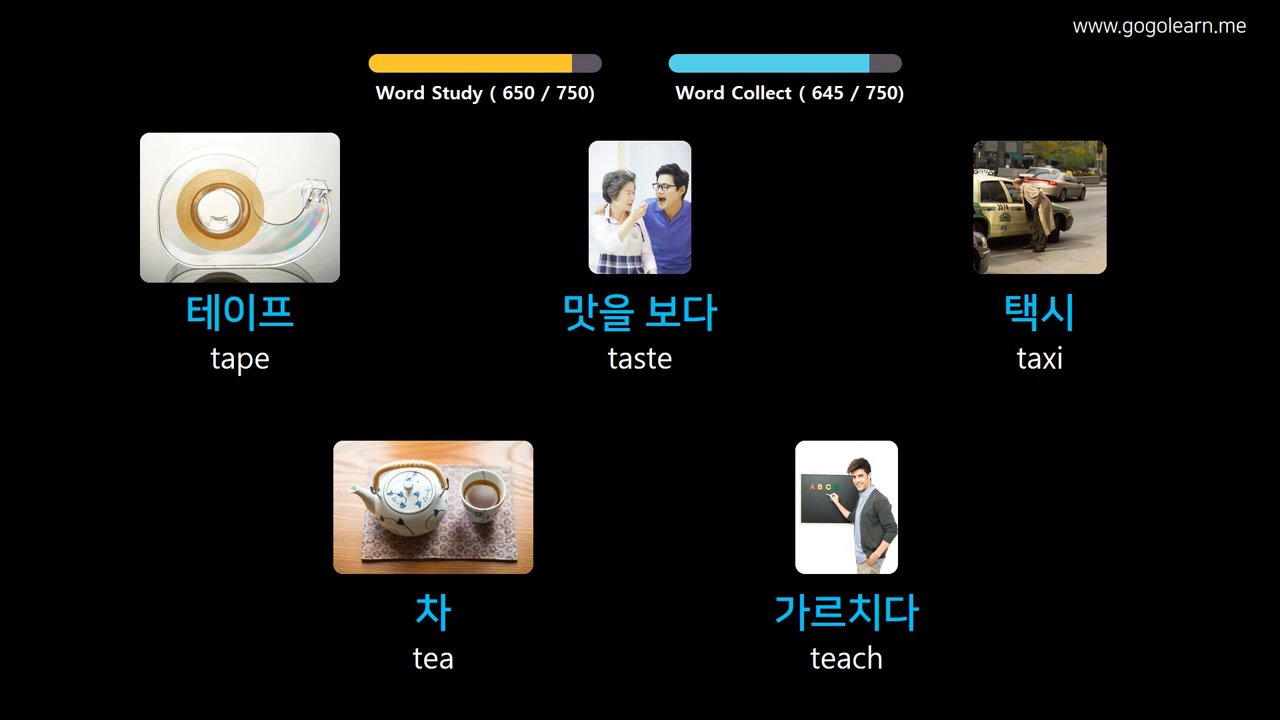 www.gogolearn.me
Word Study ( 650 / 750)
Word Collect ( 645 / 750)
테이프
tape
맛을 보다
taste
택시
taxi
차
tea
A B C
가르치다
teach